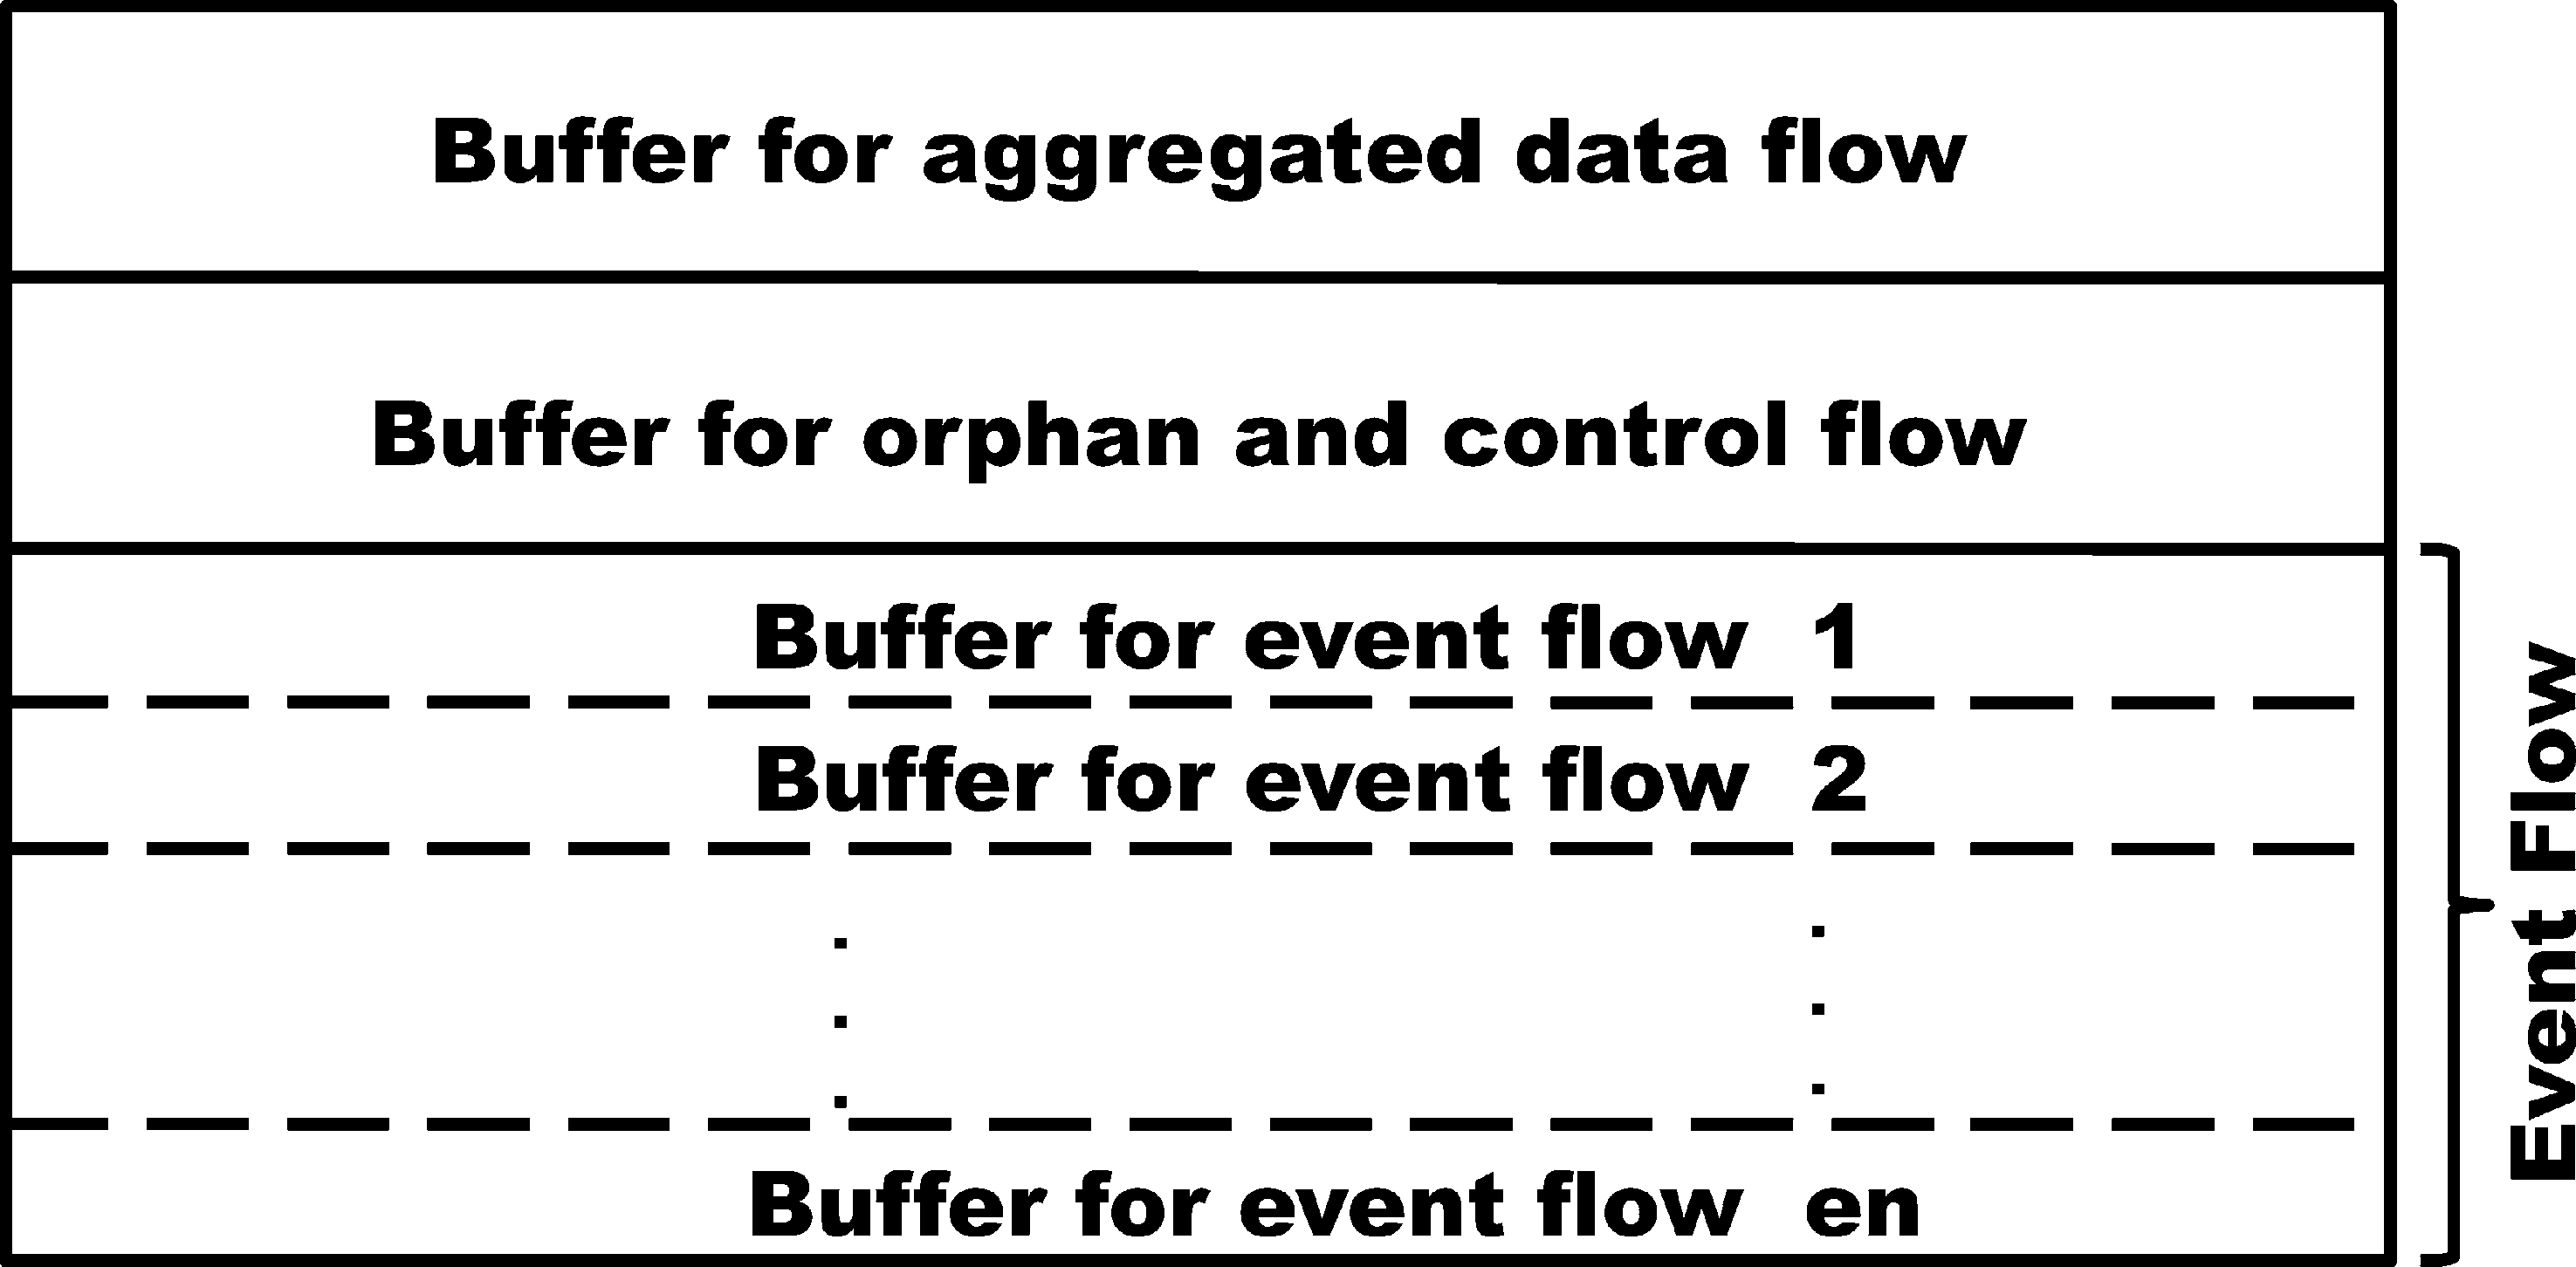 Buffer for aggregated data flow
Buffer for orphan and control flow
Buffer for event flow 1
Buffer for event flow 2
Buffer for event flow en
Event Flow